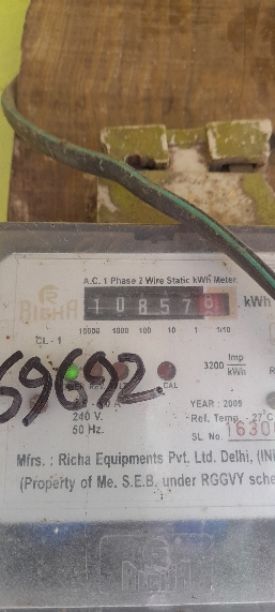 A.C. 1 Phase 2 Wire Static kWh Meter
RICHA
108579 kWh
10000 1000 100 10 1 1/10
CL - 1
3200 Imp
kWh
CAL
69692.
240 V.
50 Hz.
YEAR : 2009
Ref. Temp. - 27°C
SL No. 1630
Mfrs. : Richa Equipments Pvt. Ltd. Delhi, (IN
(Property of Me. S.E.B. under RGGVY sche